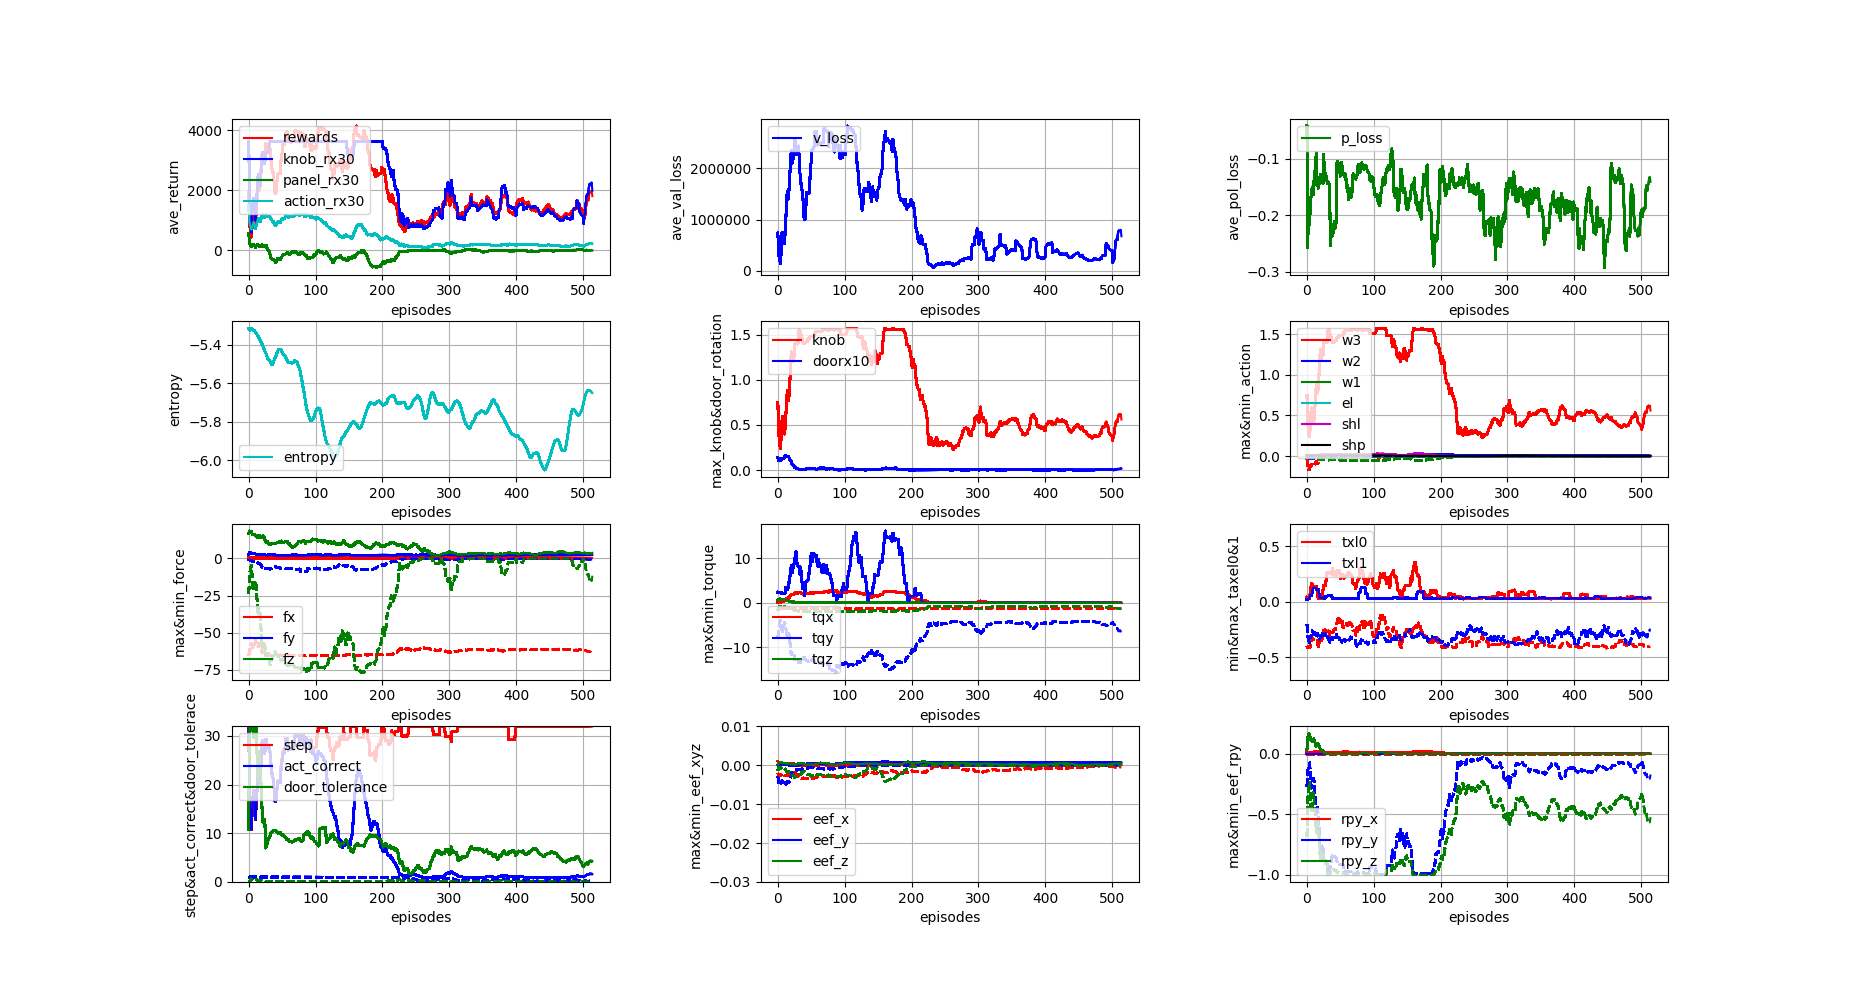 ave_return
4000
2000
0
rewards
knob_rx30
panel_rx30
action_rx30
0 100 200 300 400 500
episodes
ave_val_loss
2000000
1000000
0
v_loss
0 100 200 300 400 500
episodes
ave_pol_loss
−0.1
−0.2
−0.3
p_loss
0 100 200 300 400 500
episodes
entropy
−5.4
−5.6
−5.8
−6.0
entropy
0 100 200 300 400 500
episodes
max_knob&door_rotation
1.5
1.0
0.5
0.0
knob
doorx10
0 100 200 300 400 500
episodes
max&min_action
1.5
1.0
0.5
0.0
w3
w2
w1
el
shl
shp
0 100 200 300 400 500
episodes
max&min_force
0
−25
−50
−75
fx
fy
fz
0 100 200 300 400 500
episodes
max&min_torque
10
0
−10
tqx
tqy
tqz
0 100 200 300 400 500
episodes
min&max_taxel0&1
0.5
0.0
−0.5
txl0
txl1
0 100 200 300 400 500
episodes
step&act_correct&door_tolerace
30
20
10
0
step
act_correct
door_tolerance
0 100 200 300 400 500
episodes
max&min_eef_xyz
0.01
0.00
−0.01
−0.02
−0.03
eef_x
eef_y
eef_z
0 100 200 300 400 500
episodes
max&min_eef_rpy
0.0
−0.5
−1.0
rpy_x
rpy_y
rpy_z
0 100 200 300 400 500
episodes